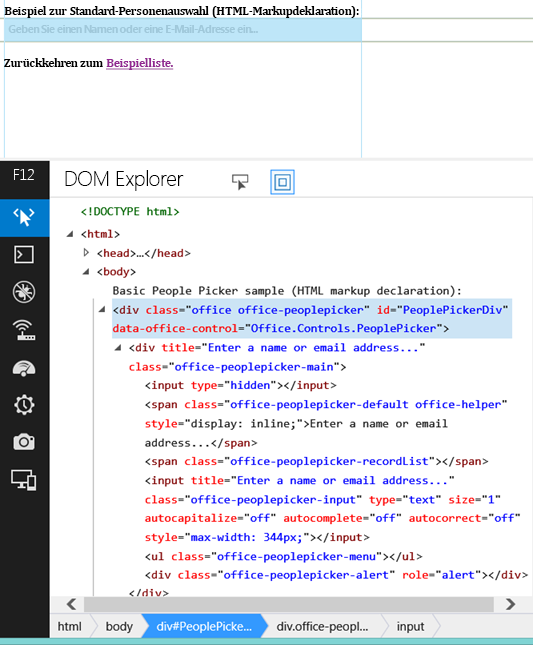 Beispiel zur Standard-Personenauswahl (HTML-Markupdeklaration):
Geben Sie einen Namen oder eine E-Mail-Adresse ein...
Zurückkehren zum Beispielliste.
F12
DOM Explorer
<!DOCTYPE html>
<html>
<head>...</head>
<body>
Basic People Picker sample (HTML markup declaration):
<div class="office office-peoplepicker" id="PeoplePickerDiv"
data-office-control="Office.Controls.PeoplePicker">
<div title="Enter a name or email address..."
class="office-peoplepicker-main">
<input type="hidden"></input>
<span class="office-peoplepicker-default office-helper"
style="display: inline;">Enter a name or email
address...</span>
<span class="office-peoplepicker-recordList"></span>
<input title="Enter a name or email address..."
class="office-peoplepicker-input" type="text" size="1"
autocapitalize="off" autocomplete="off" autocorrect="off"
style="max-width: 344px;"></input>
<ul class="office-peoplepicker-menu"></ul>
<div class="office-peoplepicker-alert" role="alert"></div>
</div>
html body div#PeoplePicke... div.office-peopl... input